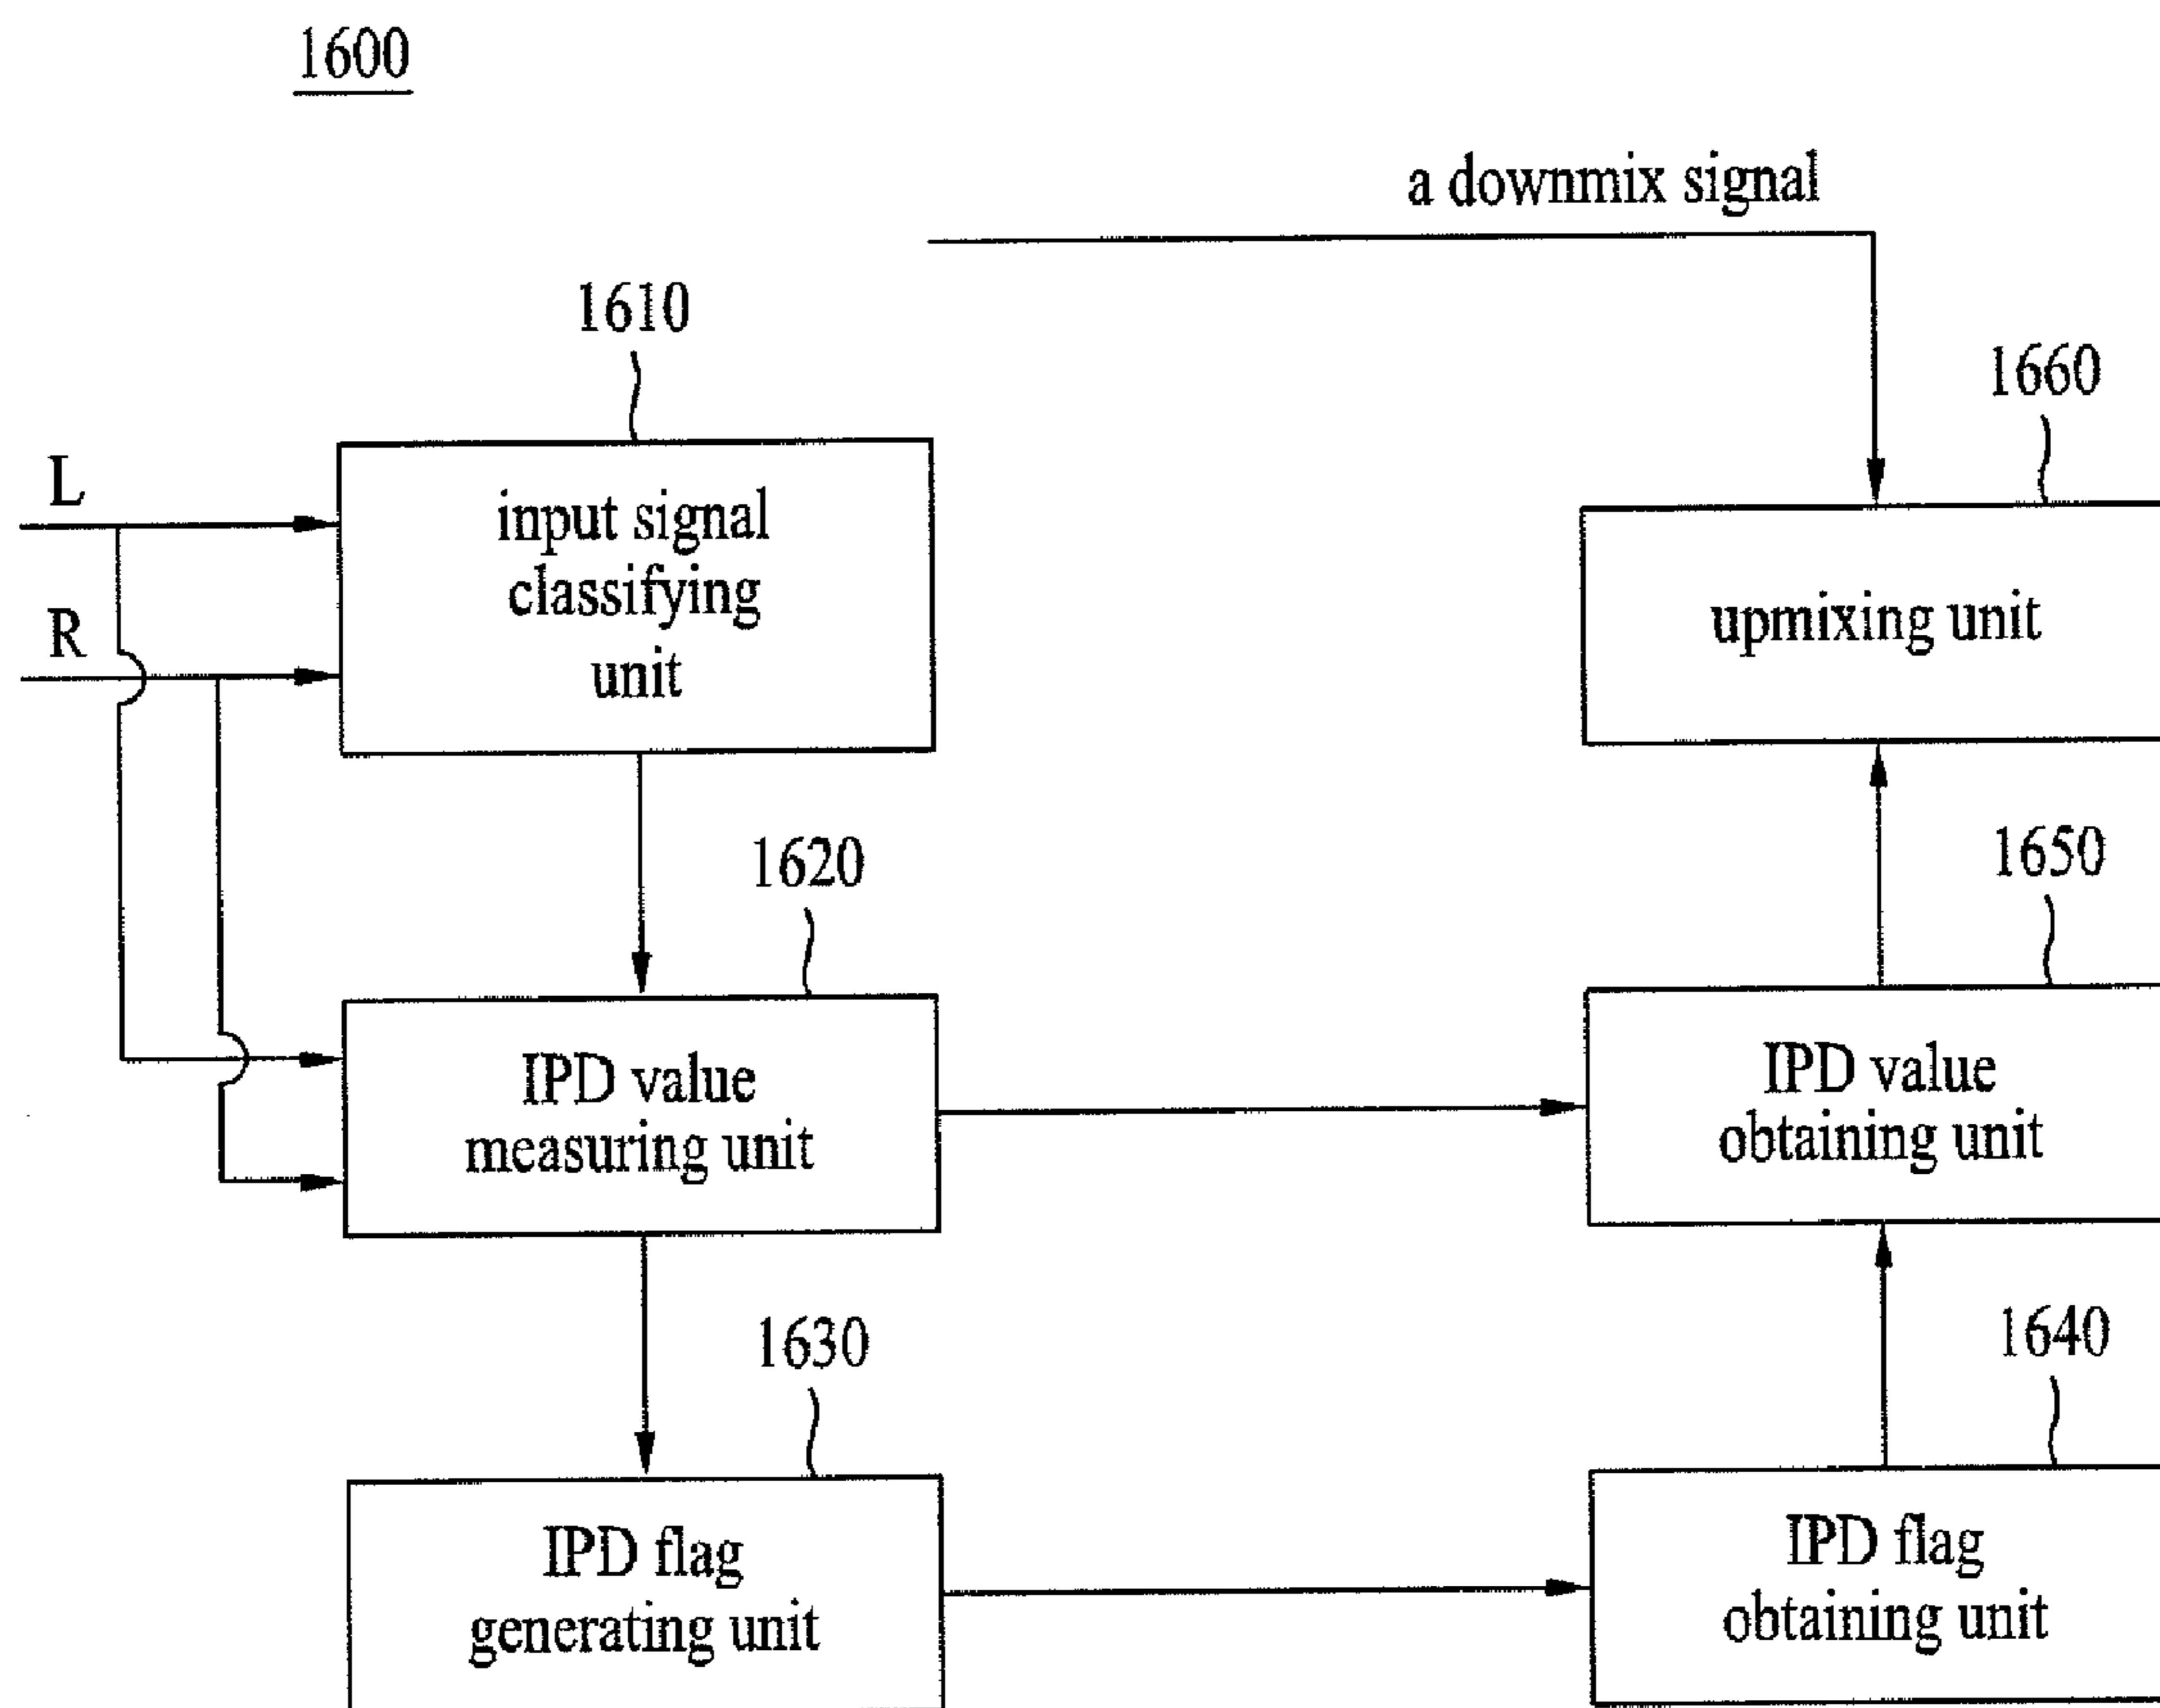 1600
a downmix signal
1610
1660
L
R
input signal
classifying
unit
upmixing unit
1620
1650
IPD value
measuring unit
IPD value
obtaining unit
1630
1640
IPD flag
generating unit
IPD flag
obtaining unit